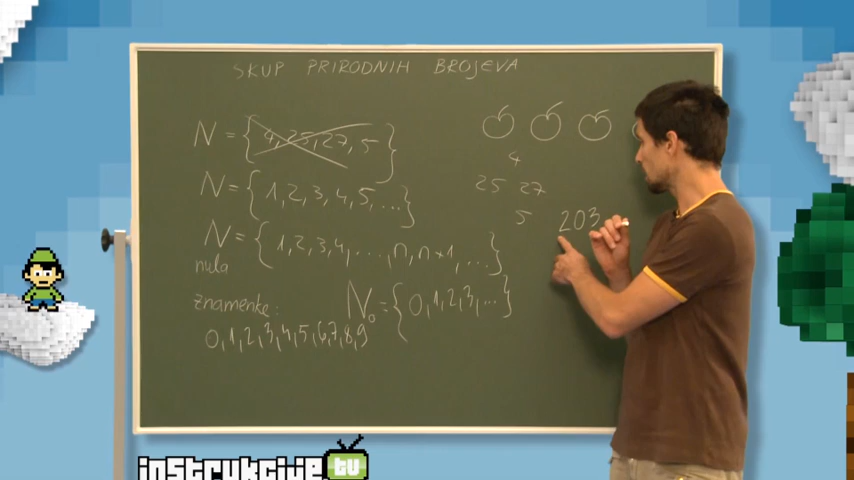 SKUP PRIRODNIH BROJEVA
N = {4, 25, 27, 5}
4
25 27
5
N = {1, 2, 3, 4, 5, ...}
203
N = {1, 2, 3, 4, ..., n, n+1, ...}
nula
znamenke:
0, 1, 2, 3, 4, 5, 6, 7, 8, 9
N₀ = {0, 1, 2, 3, ...}
instrukcije.tv